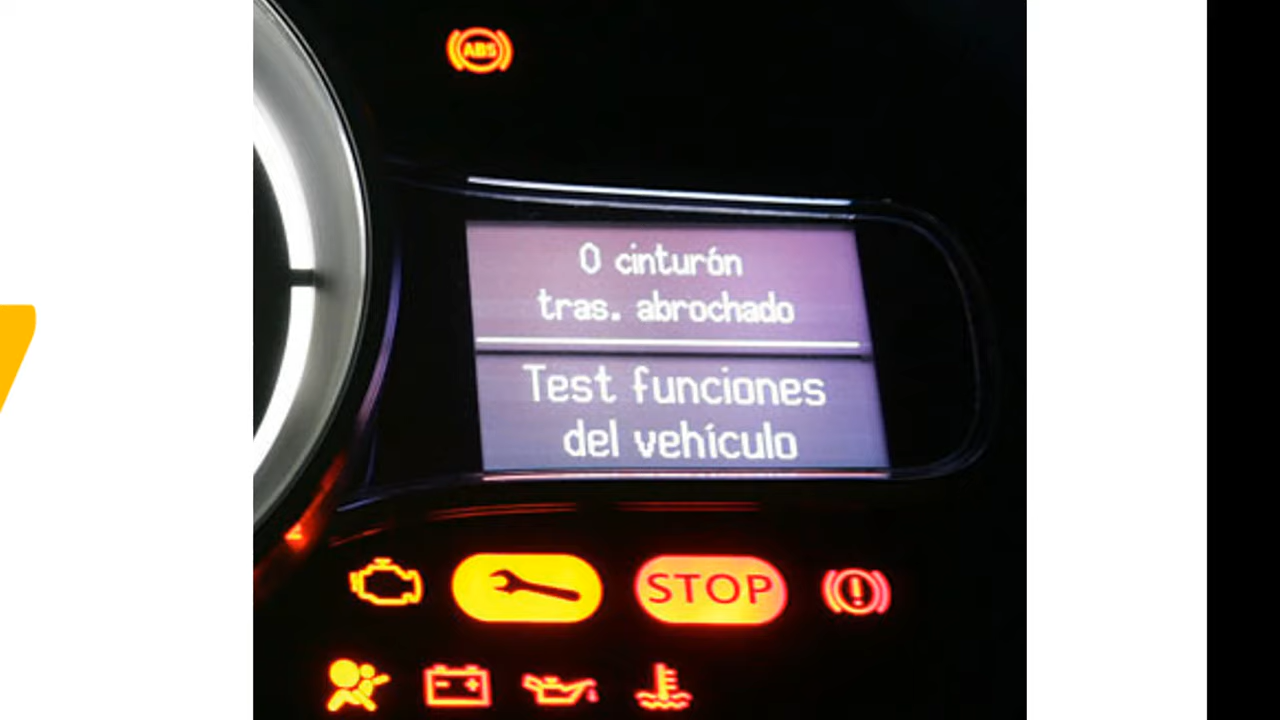 ABS
0 cinturón
tras. abrochado
Test funciones
del vehículo
STOP